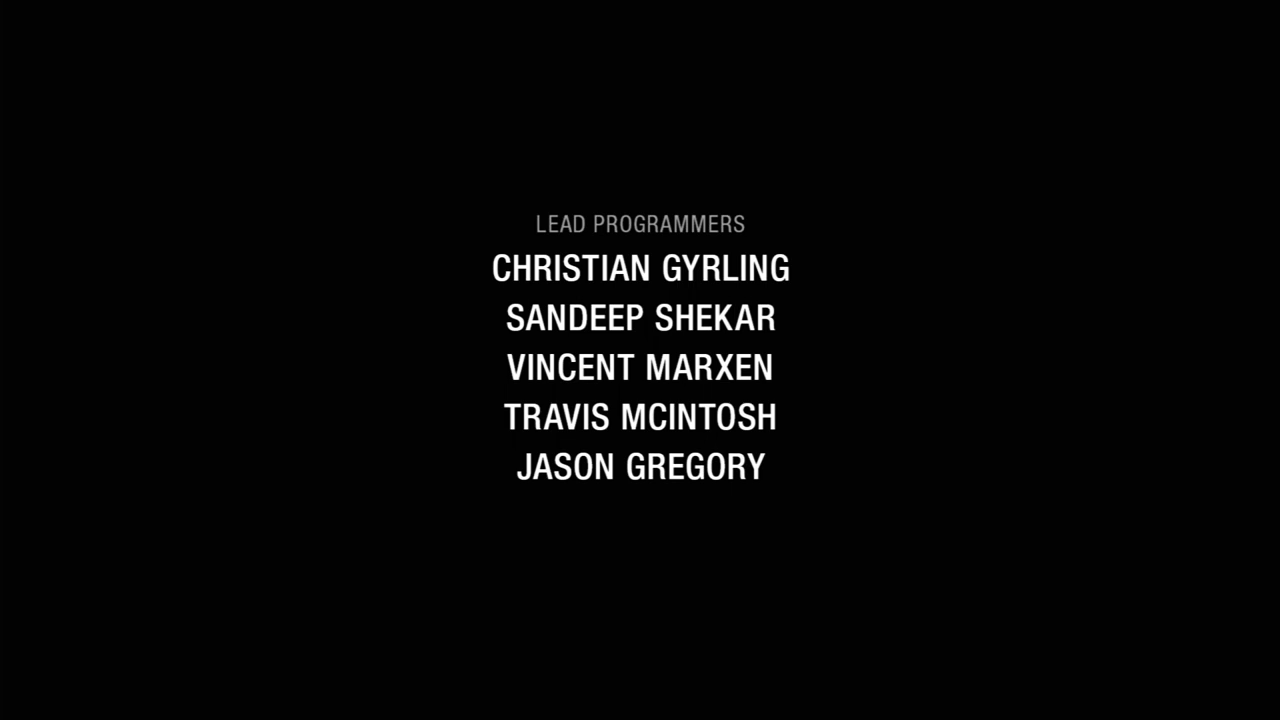 LEAD PROGRAMMERS
CHRISTIAN GYRLING
SANDEEP SHEKAR
VINCENT MARXEN
TRAVIS MCINTOSH
JASON GREGORY